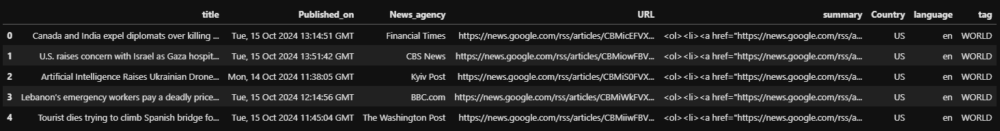 title Published_on News_agency URL summary Country language tag
0 Canada and India expel diplomats over killing ... Tue, 15 Oct 2024 13:14:51 GMT Financial Times https://news.google.com/rss/articles/CBMicEFVX... <ol><li><a href="https://news.google.com/rss/a... US en WORLD
1 U.S. raises concern with Israel as Gaza hospit... Tue, 15 Oct 2024 13:51:42 GMT CBS News https://news.google.com/rss/articles/CBMiowFBV... <ol><li><a href="https://news.google.com/rss/a... US en WORLD
2 Artificial Intelligence Raises Ukrainian Drone... Mon, 14 Oct 2024 11:38:05 GMT Kyiv Post https://news.google.com/rss/articles/CBMiS0FVX... <ol><li><a href="https://news.google.com/rss/a... US en WORLD
3 Lebanon's emergency workers pay a deadly price... Tue, 15 Oct 2024 12:14:56 GMT BBC.com https://news.google.com/rss/articles/CBMiWkFVX... <ol><li><a href="https://news.google.com/rss/a... US en WORLD
4 Tourist dies trying to climb Spanish bridge fo... Tue, 15 Oct 2024 11:45:04 GMT The Washington Post https://news.google.com/rss/articles/CBMiiwFBV... <ol><li><a href="https://news.google.com/rss/a... US en WORLD